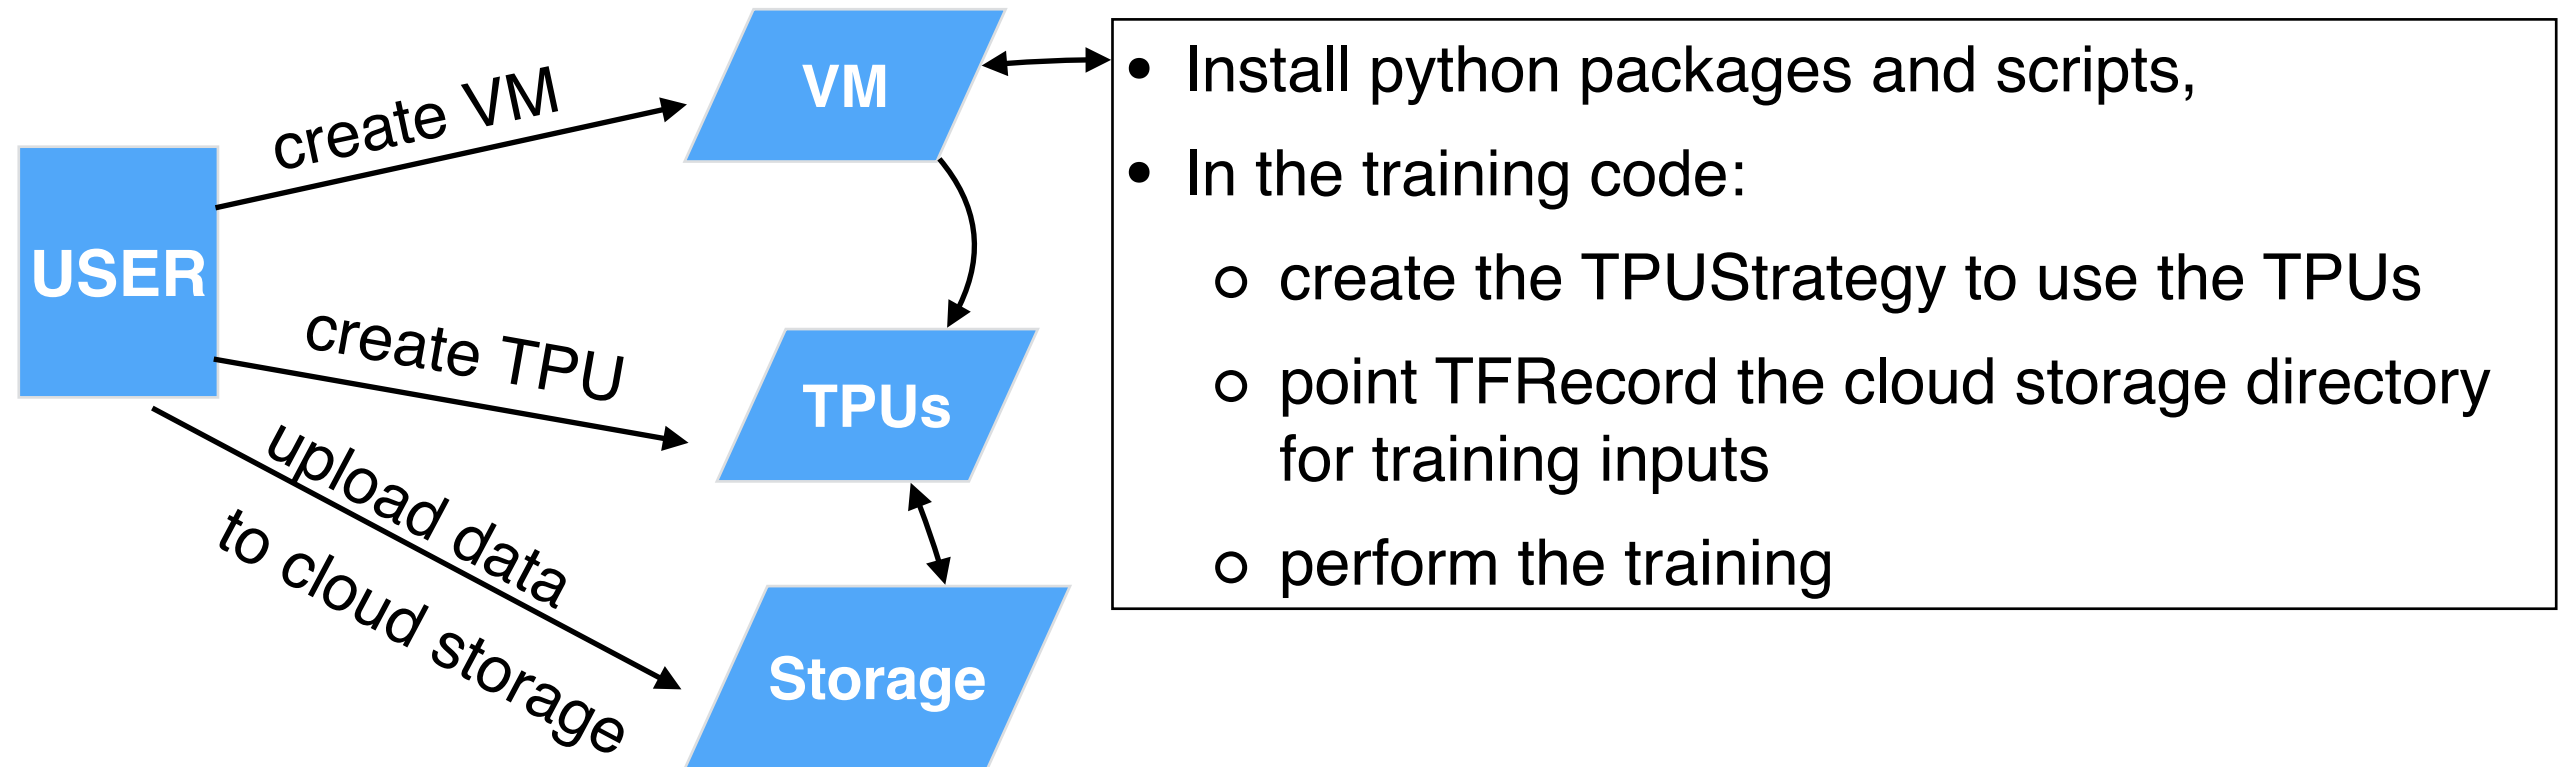 USER
create VM
create TPU
upload data
to cloud storage
VM
TPUs
Storage
• Install python packages and scripts,
• In the training code:
○ create the TPUStrategy to use the TPUs
○ point TFRecord the cloud storage directory
for training inputs
○ perform the training